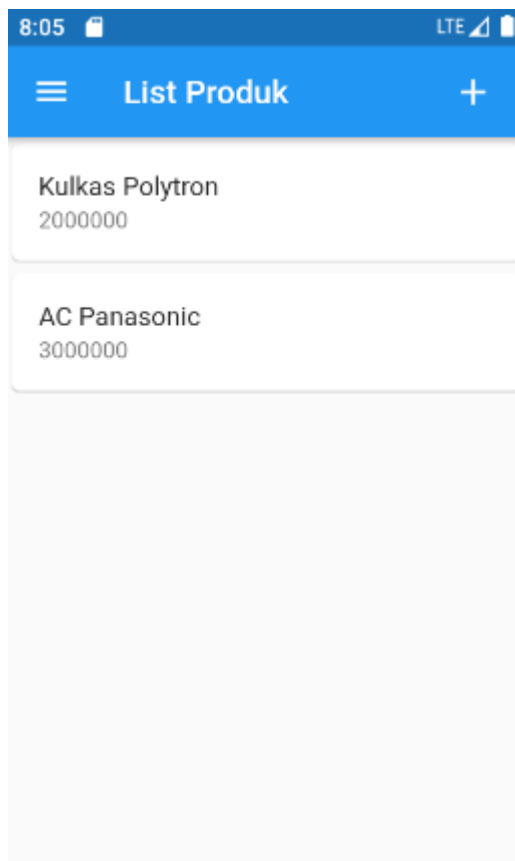 8:05 LTE
List Produk
Kulkas Polytron
2000000
AC Panasonic
3000000